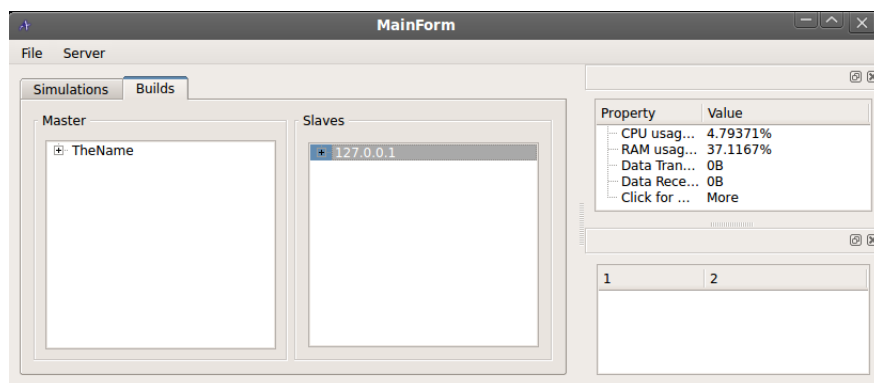 MainForm
File Server
Simulations Builds
Master
TheName
Slaves
127.0.0.1
Property Value
CPU usag... 4.79371%
RAM usag... 37.1167%
Data Tran... 0B
Data Rece... 0B
Click for ... More
1 2